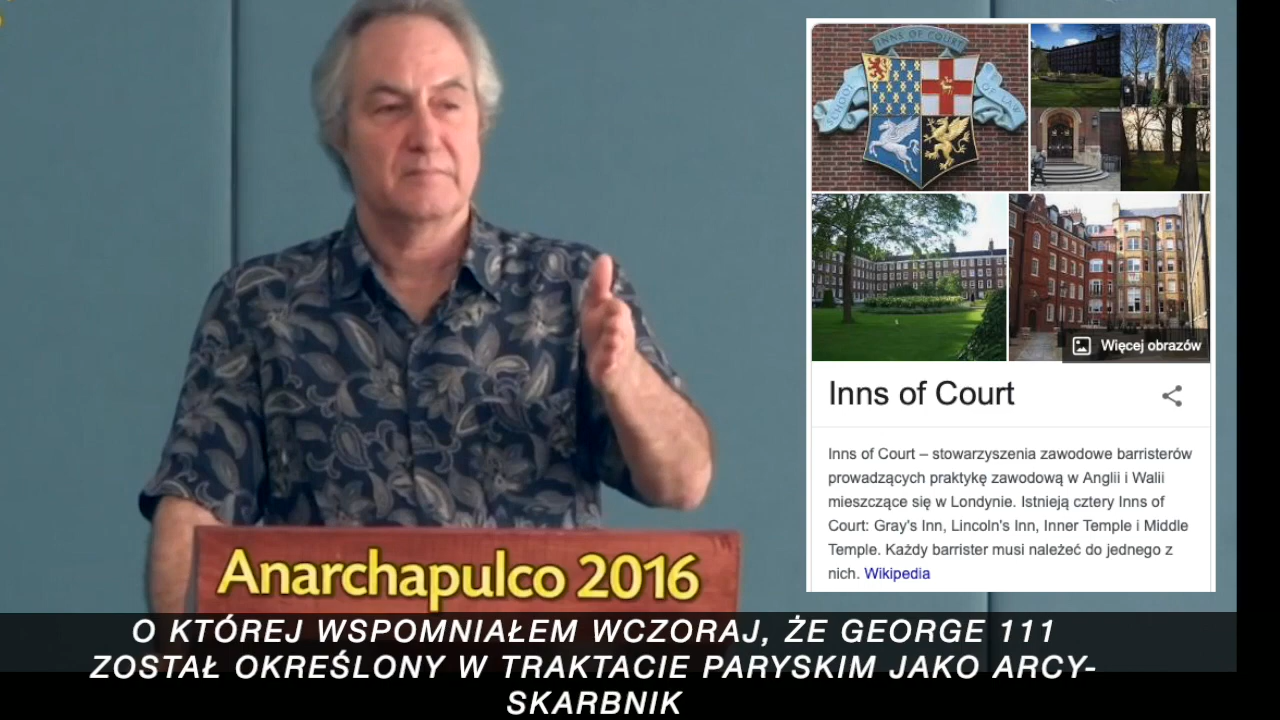 INNS OF COURT
SCHOOL
OF LAW
Więcej obrazów
Inns of Court
Inns of Court – stowarzyszenia zawodowe barristerów
prowadzących praktykę zawodową w Anglii i Walii
mieszczące się w Londynie. Istnieją cztery Inns of
Court: Gray's Inn, Lincoln's Inn, Inner Temple i Middle
Temple. Każdy barrister musi należeć do jednego z
nich. Wikipedia
Anarchapulco 2016
O KTÓREJ WSPOMNIAŁEM WCZORAJ, ŻE GEORGE 111
ZOSTAŁ OKREŚLONY W TRAKTACIE PARYSKIM JAKO ARCY-
SKARBNIK